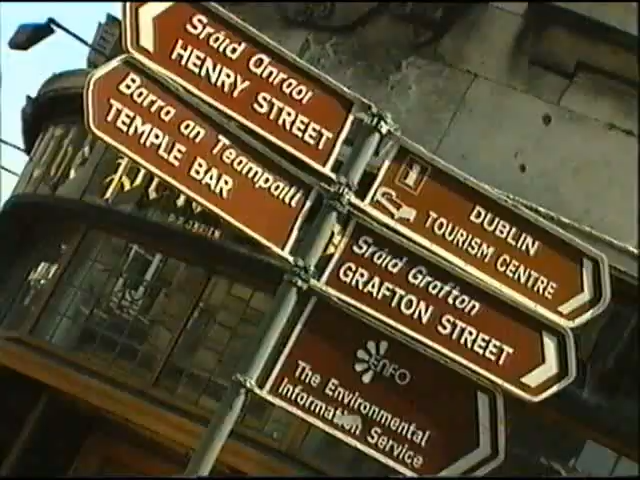 Sráid Anraoi
HENRY STREET
Barra an Teampaill
TEMPLE BAR
i
DUBLIN
TOURISM CENTRE
Sráid Grafton
GRAFTON STREET
ENFO
The Environmental
Information Service
The